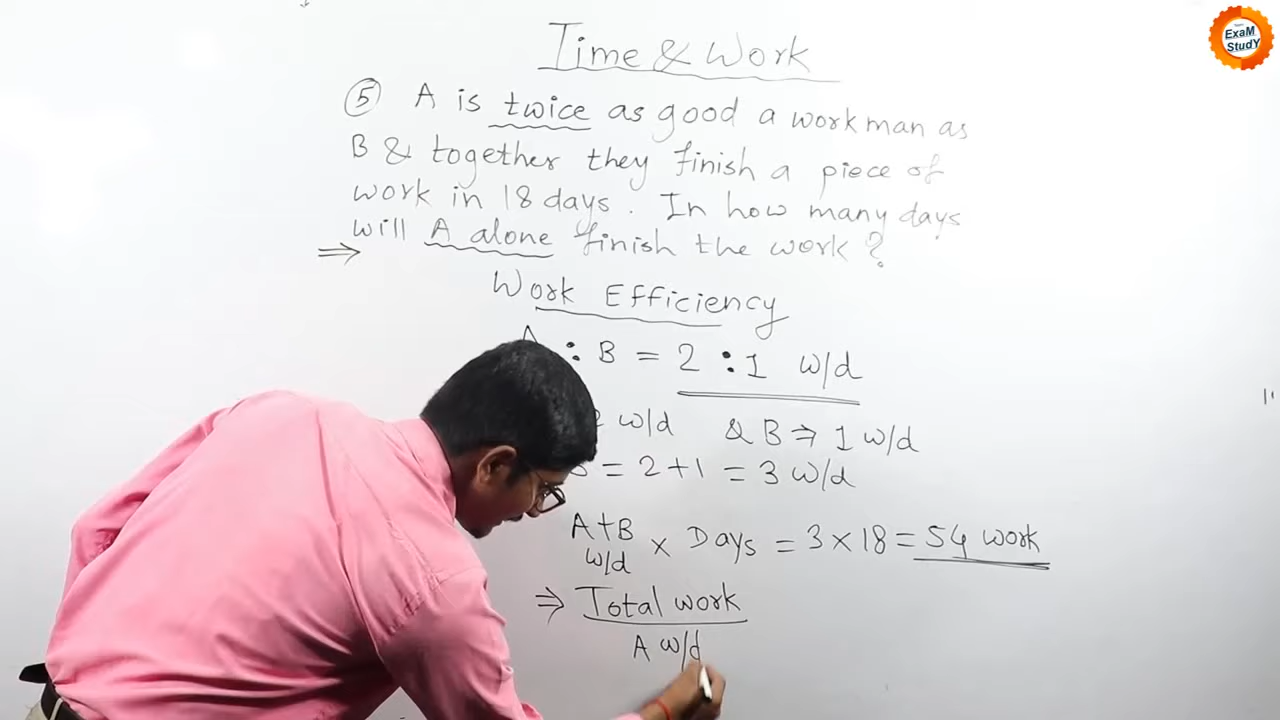 ExaM
StudY
Time & Work
⑤ A is twice as good a workman as
B & together they finish a piece of
work in 18 days. In how many days
will A alone finish the work?
⇒
Work Efficiency
: B = 2 : 1 w/d
w/d & B ⇒ 1 w/d
= 2+1 = 3 w/d
A+B
w/d × Days = 3 × 18 = 54 work
⇒ Total work
A w/d